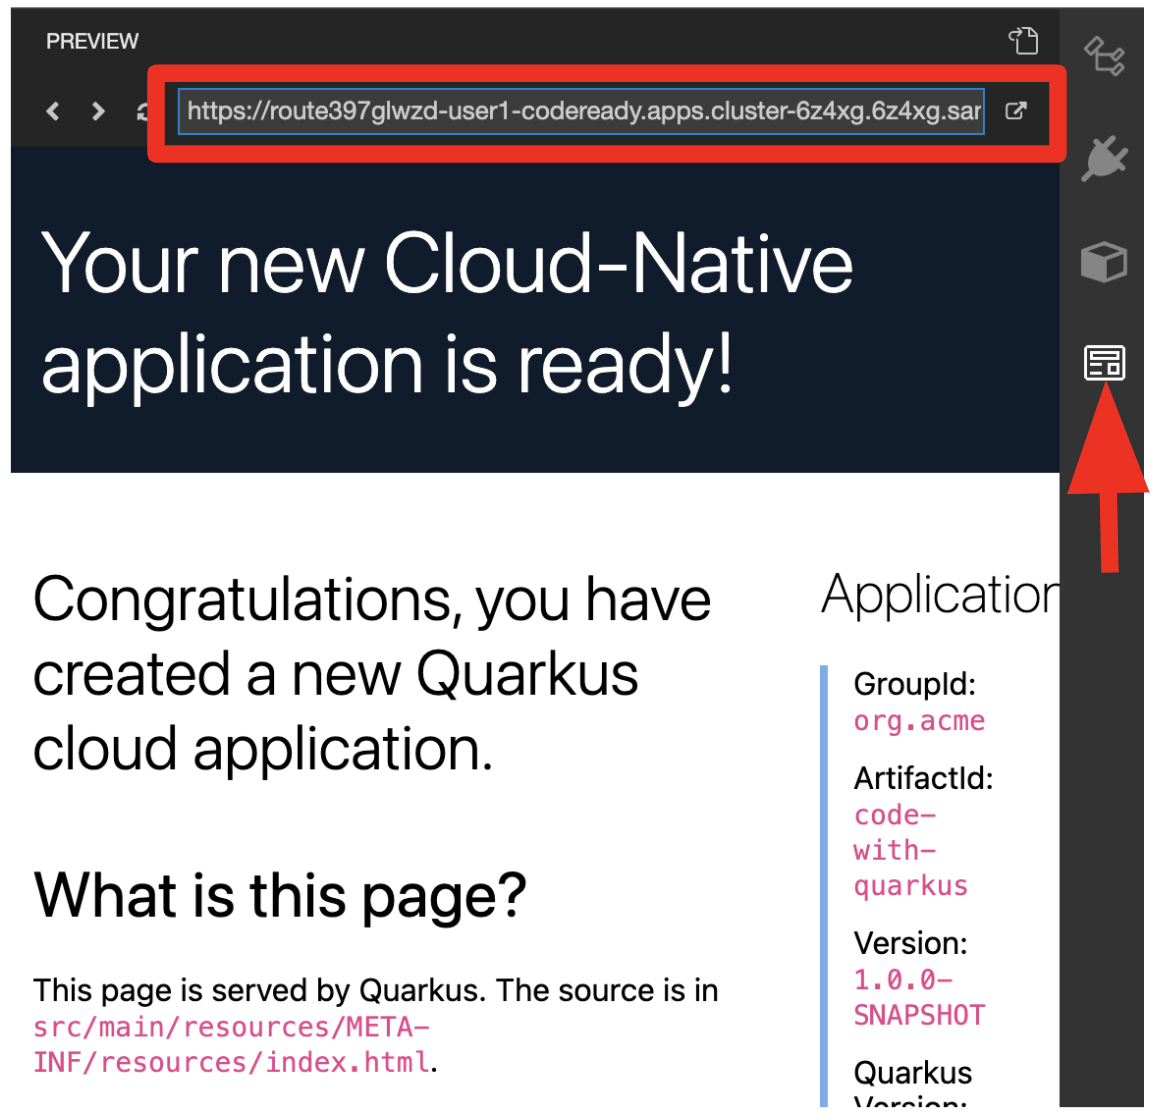 PREVIEW
https://route397glwzd-user1-codeready.apps.cluster-6z4xg.6z4xg.sar
Your new Cloud-Native
application is ready!
Congratulations, you have
created a new Quarkus
cloud application.
What is this page?
This page is served by Quarkus. The source is in
src/main/resources/META-
INF/resources/index.html.
Application
GroupId:
org.acme
ArtifactId:
code-
with-
quarkus
Version:
1.0.0-
SNAPSHOT
Quarkus
Version: